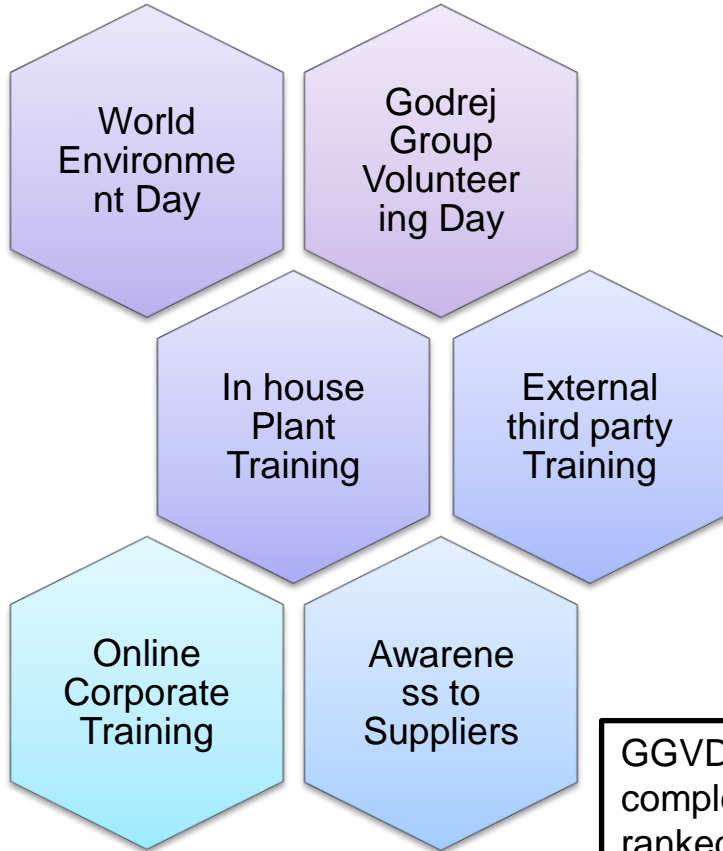 World
Environme
nt Day
Godrej
Group
Volunteer
ing Day
In house
Plant
Training
External
third party
Training
Online
Corporate
Training
Awarene
ss to
Suppliers
GGVD
comple
ranked